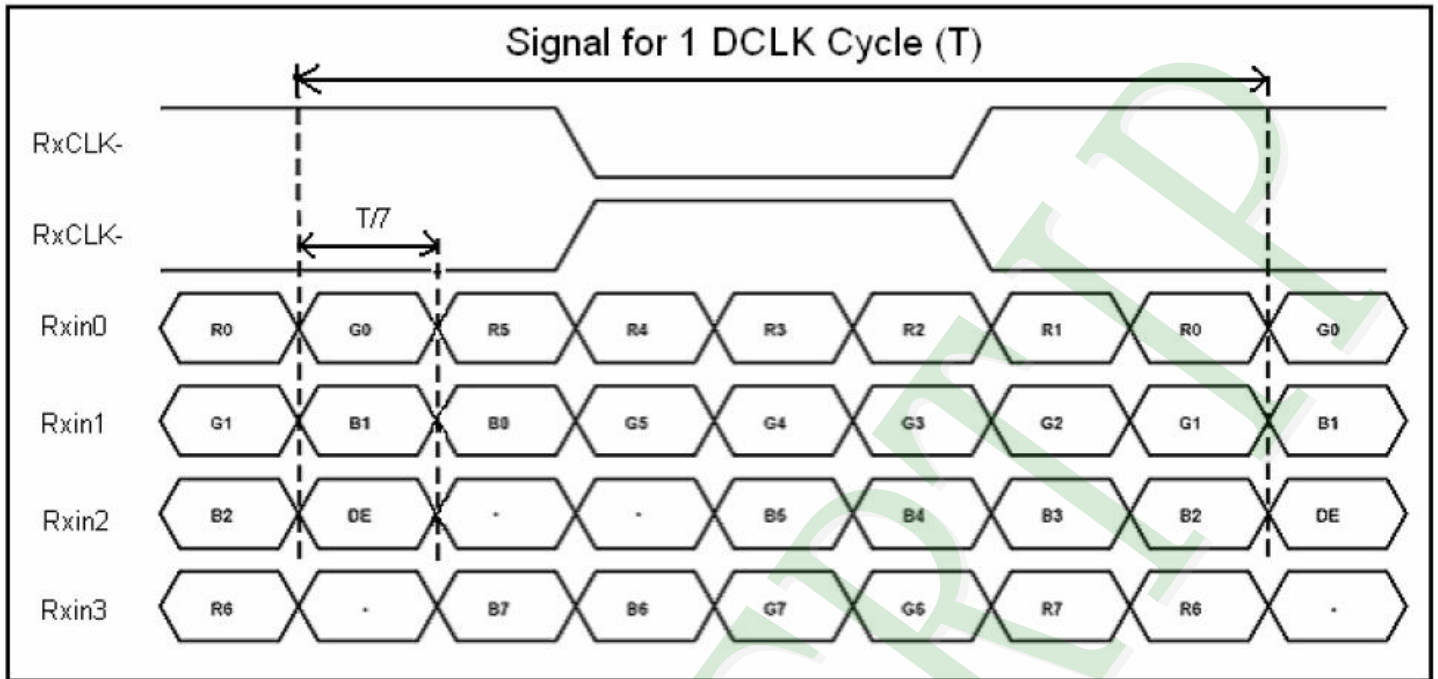 Signal for 1 DCLK Cycle (T)
RxCLK-
T/7
RxCLK-
Rxin0 R0 G0 R5 R4 R3 R2 R1 R0 G0
Rxin1 G1 B1 B0 G5 G4 G3 G2 G1 B1
Rxin2 B2 DE - - B5 B4 B3 B2 DE
Rxin3 R6 - B7 B6 G7 G6 R7 R6 -
RTIP